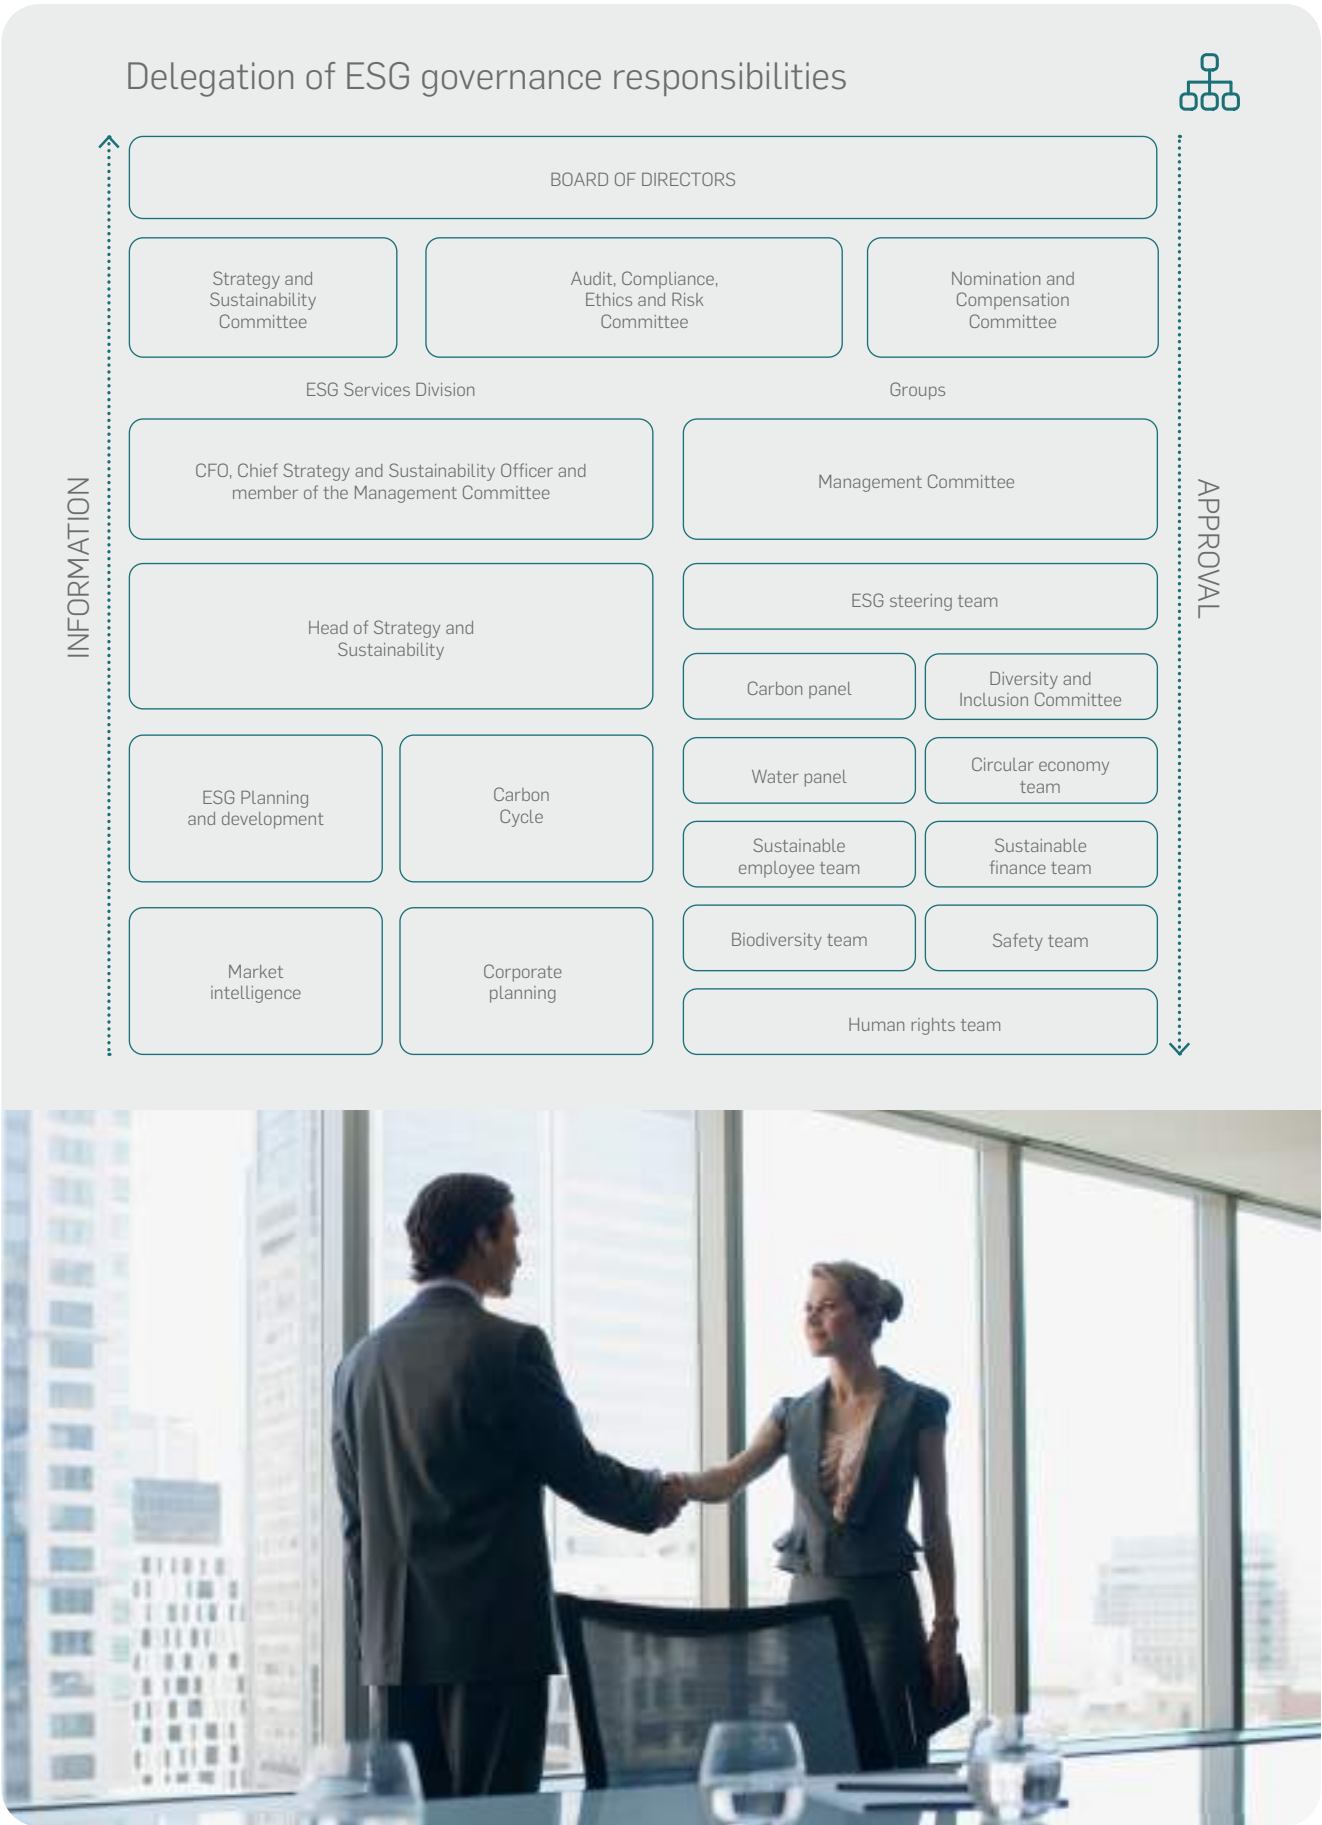 Delegation of ESG governance responsibilities
BOARD OF DIRECTORS
Strategy and
Sustainability
Committee
Audit, Compliance,
Ethics and Risk
Committee
Nomination and
Compensation
Committee
ESG Services Division
Groups
INFORMATION
APPROVAL
CFO, Chief Strategy and Sustainability Officer and
member of the Management Committee
Management Committee
Head of Strategy and
Sustainability
ESG steering team
Carbon panel
Diversity and
Inclusion Committee
ESG Planning
and development
Carbon
Cycle
Water panel
Circular economy
team
Sustainable
employee team
Sustainable
finance team
Market
intelligence
Corporate
planning
Biodiversity team
Safety team
Human rights team